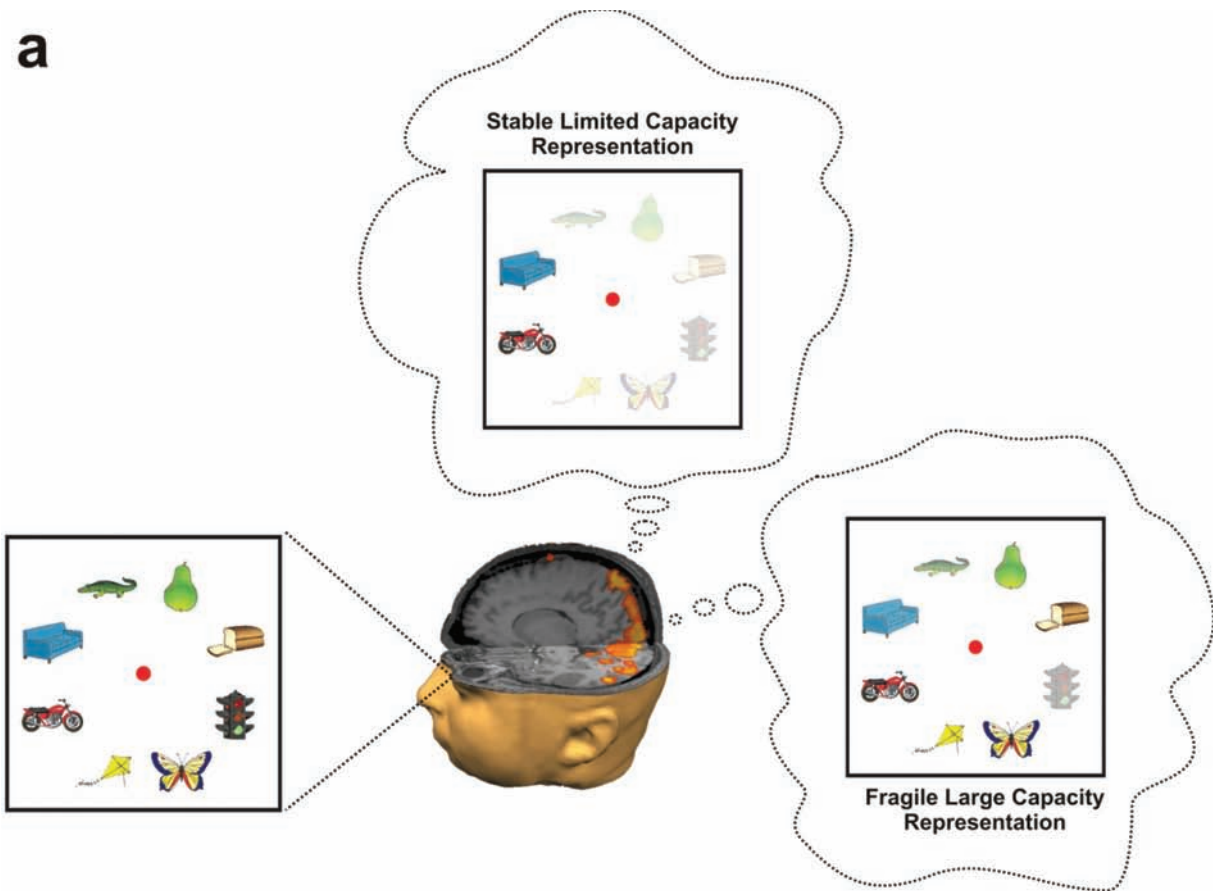 a
Stable Limited Capacity
Representation
Fragile Large Capacity
Representation